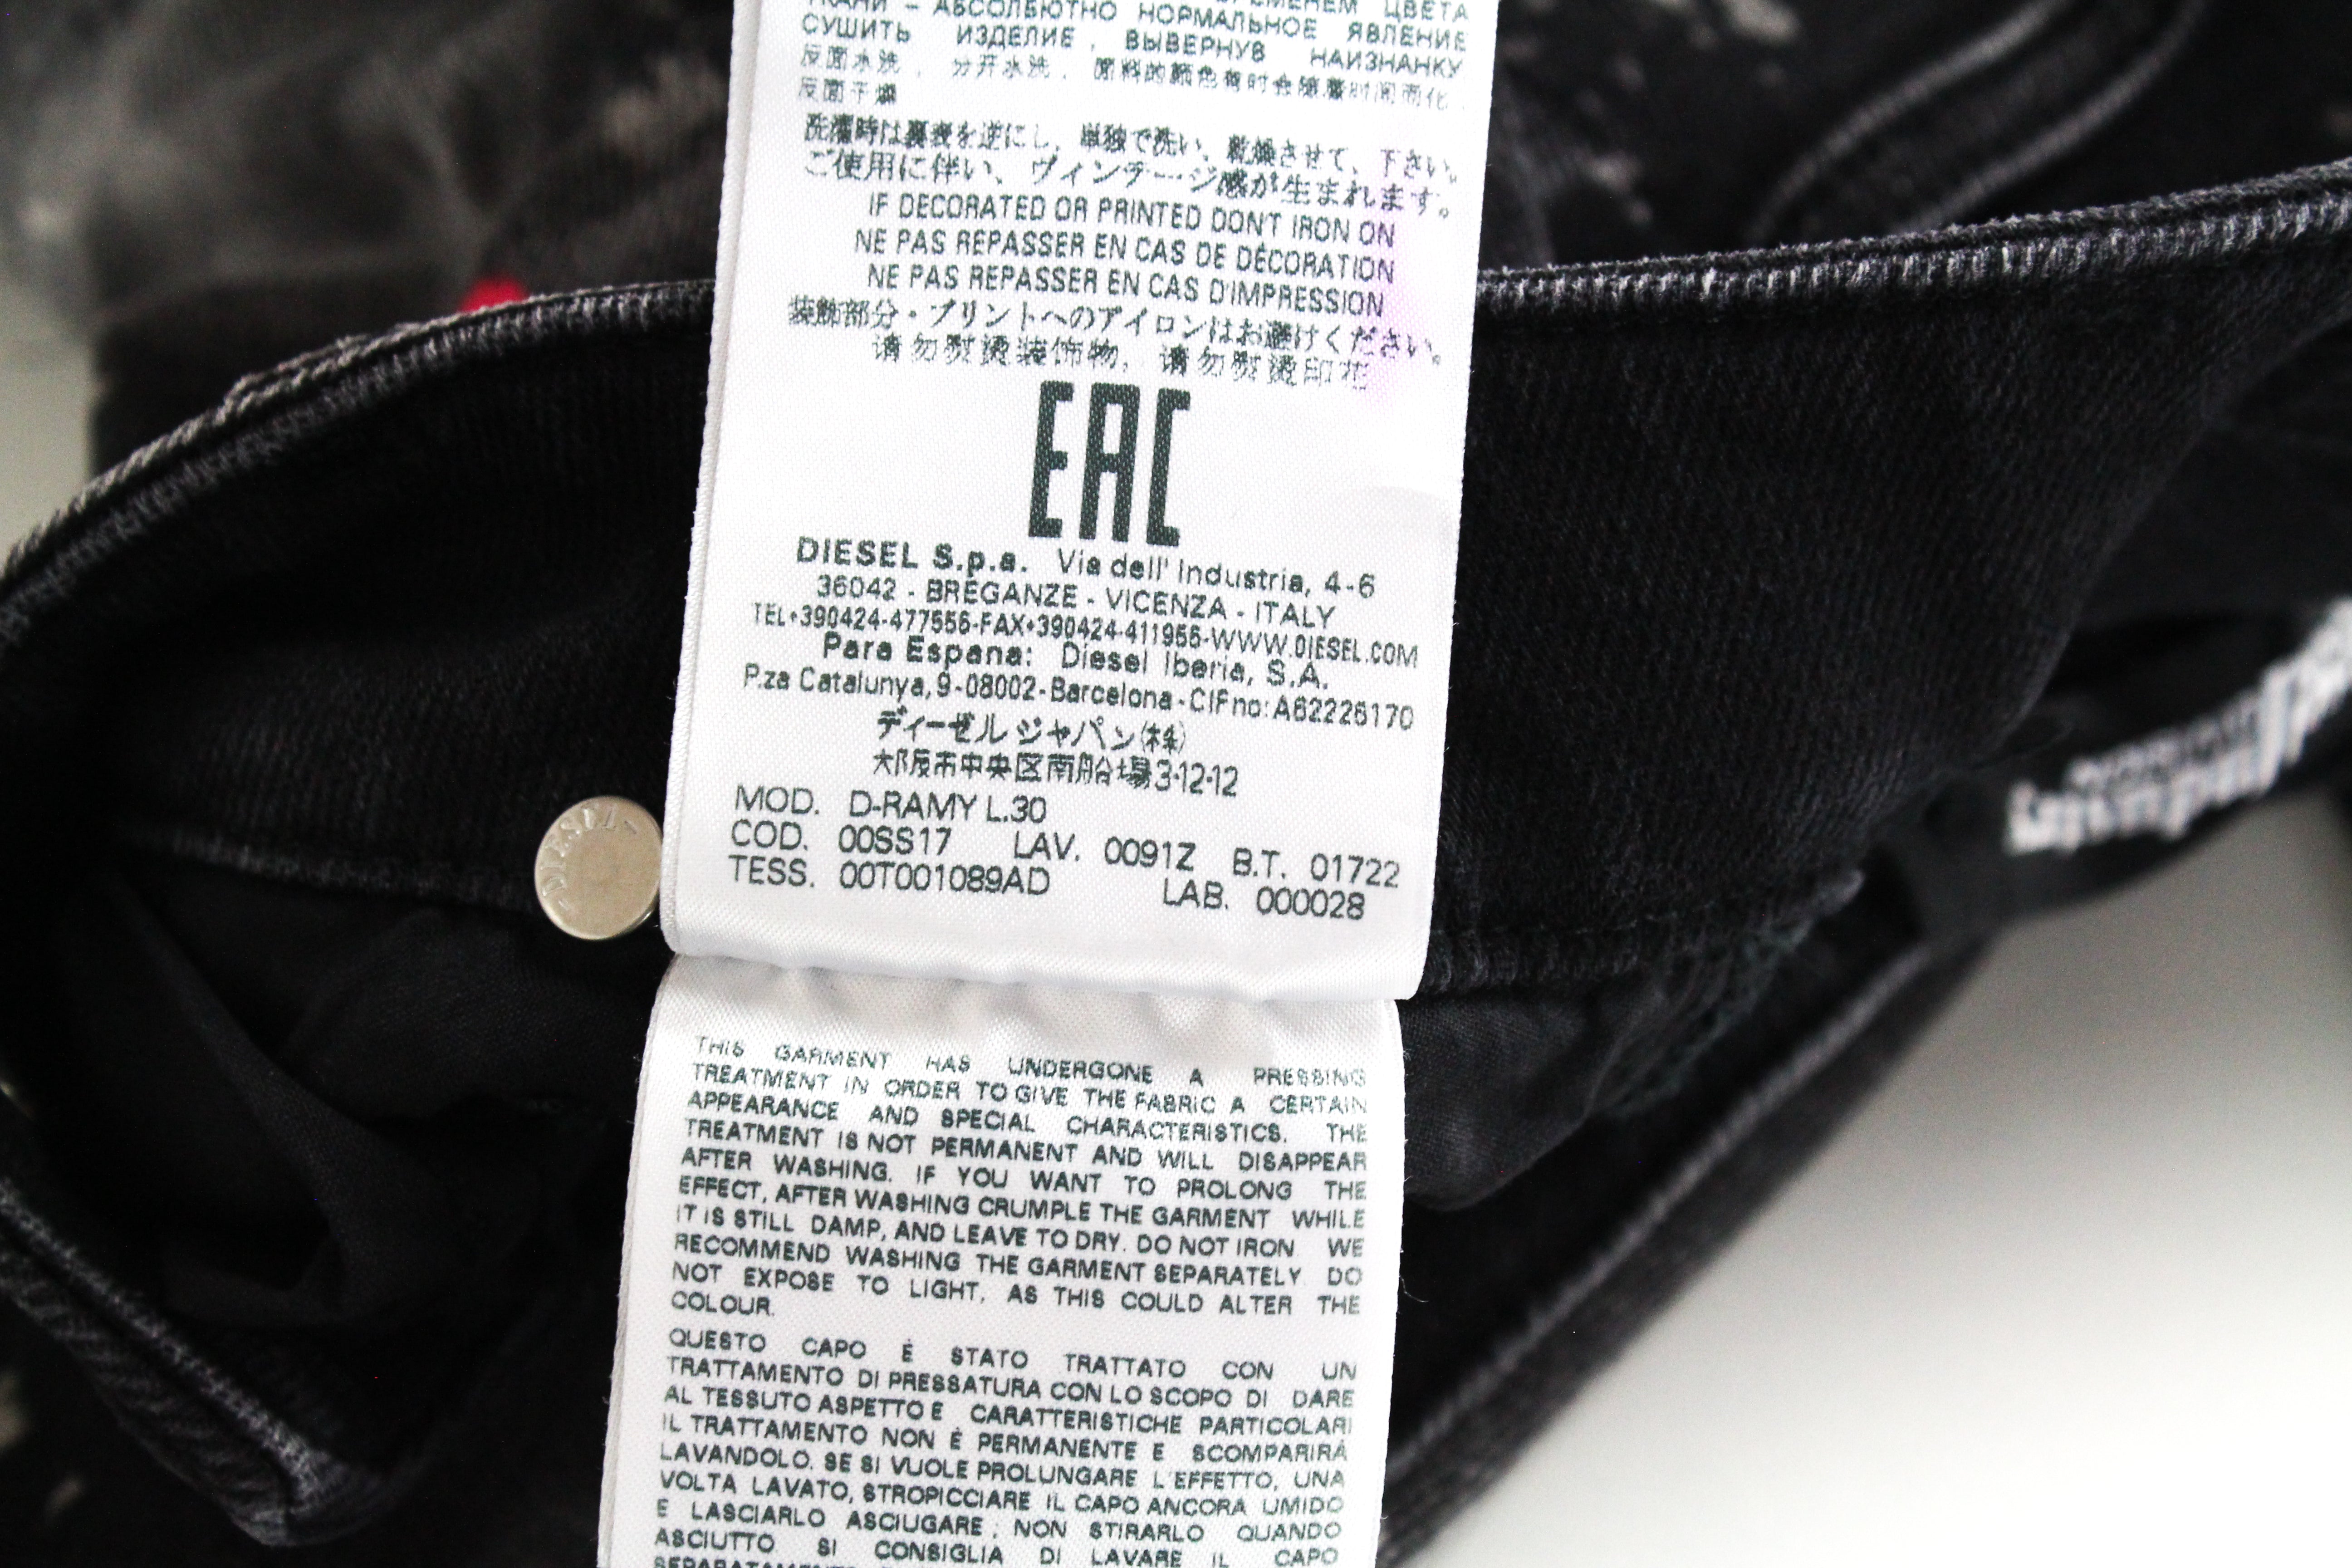 ЦВЕТА
ТКАНИ – АБСОЛЬЮТНО НОРМАЛЬНОЕ ЯВЛЕНИЕ
СУШИТЬ ИЗДЕЛИЕ, ВЫВЕРНУВ НАИЗНАНКУ
反面水洗, 分开水洗, 面料的颜色有时会随着时间而化,
反面干燥
洗濯時は裏表を逆にし、単独で洗い、乾燥させて、下さい。
ご使用に伴い、ヴィンテージ感が生まれます。
IF DECORATED OR PRINTED DON'T IRON ON
NE PAS REPASSER EN CAS DE DÉCORATION
NE PAS REPASSER EN CAS D'IMPRESSION
装飾部分・プリントへのアイロンはお避けください。
请勿熨烫装饰物, 请勿熨烫印花
EAC
DIESEL S.p.a. Via dell' Industria, 4-6
36042 - BREGANZE - VICENZA - ITALY
TEL+390424-477556-FAX+390424-411955-WWW.DIESEL.COM
Para Espana: Diesel Iberia, S.A.
P.za Catalunya, 9-08002-Barcelona-CIF no: A62226170
ディーゼル ジャパン(株)
大阪市中央区南船場3-12-12
MOD. D-RAMY L.30
COD. 00SS17 LAV. 0091Z B.T. 01722
TESS. 00T001089AD LAB. 000028
DIESEL
THIS GARMENT HAS UNDERGONE A PRESSING
TREATMENT IN ORDER TO GIVE THE FABRIC A CERTAIN
APPEARANCE AND SPECIAL CHARACTERISTICS. THE
TREATMENT IS NOT PERMANENT AND WILL DISAPPEAR
AFTER WASHING. IF YOU WANT TO PROLONG THE
EFFECT, AFTER WASHING CRUMPLE THE GARMENT WHILE
IT IS STILL DAMP, AND LEAVE TO DRY. DO NOT IRON. WE
RECOMMEND WASHING THE GARMENT SEPARATELY. DO
NOT EXPOSE TO LIGHT, AS THIS COULD ALTER THE
COLOUR.
QUESTO CAPO È STATO TRATTATO CON UN
TRATTAMENTO DI PRESSATURA CON LO SCOPO DI DARE
AL TESSUTO ASPETTO E CARATTERISTICHE PARTICOLARI
IL TRATTAMENTO NON È PERMANENTE E SCOMPARIRÀ
LAVANDOLO. SE SI VUOLE PROLUNGARE L'EFFETTO, UNA
VOLTA LAVATO, STROPICCIARE IL CAPO ANCORA UMIDO
E LASCIARLO ASCIUGARE; NON STIRARLO QUANDO
ASCIUTTO SI CONSIGLIA DI LAVARE IL CAPO
SEPARATAMENTE